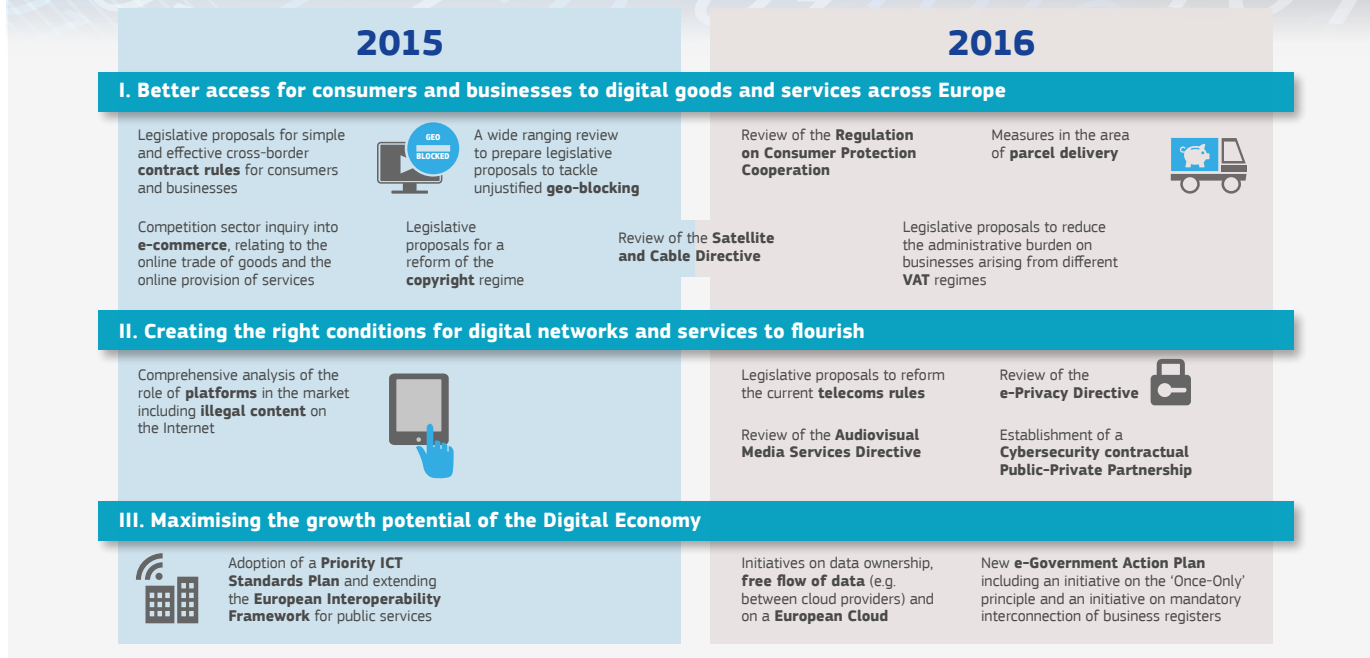 2015
2016
I. Better access for consumers and businesses to digital goods and services across Europe
Legislative proposals for simple
and effective cross-border
contract rules for consumers
and businesses
GEO
BLOCKED
A wide ranging review
to prepare legislative
proposals to tackle
unjustified geo-blocking
Review of the Regulation
on Consumer Protection
Cooperation
Measures in the area
of parcel delivery
Competition sector inquiry into
e-commerce, relating to the
online trade of goods and the
online provision of services
Legislative
proposals for a
reform of the
copyright regime
Review of the Satellite
and Cable Directive
Legislative proposals to reduce
the administrative burden on
businesses arising from different
VAT regimes
II. Creating the right conditions for digital networks and services to flourish
Comprehensive analysis of the
role of platforms in the market
including illegal content on
the Internet
Legislative proposals to reform
the current telecoms rules
Review of the
e-Privacy Directive
Review of the Audiovisual
Media Services Directive
Establishment of a
Cybersecurity contractual
Public-Private Partnership
III. Maximising the growth potential of the Digital Economy
Adoption of a Priority ICT
Standards Plan and extending
the European Interoperability
Framework for public services
Initiatives on data ownership,
free flow of data (e.g.
between cloud providers) and
on a European Cloud
New e-Government Action Plan
including an initiative on the ‘Once-Only’
principle and an initiative on mandatory
interconnection of business registers